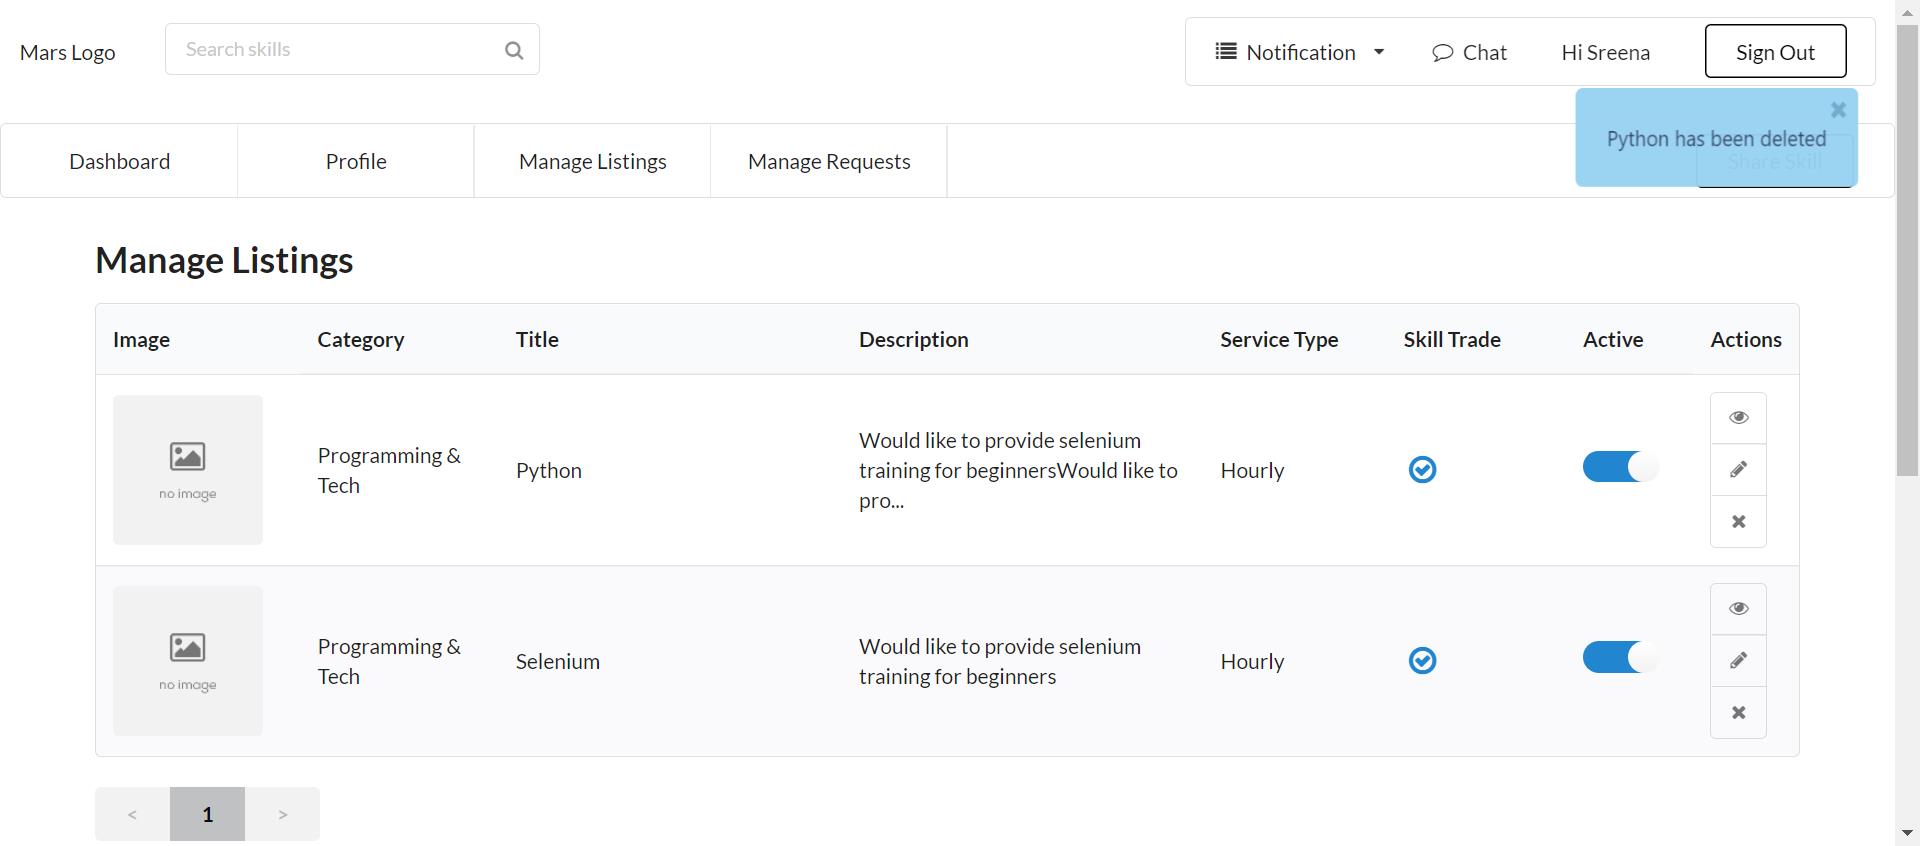 Mars Logo
Search skills
Notification
Chat
Hi Sreena
Sign Out
Python has been deleted
Share Skill
Dashboard
Profile
Manage Listings
Manage Requests
Manage Listings
Image Category Title Description Service Type Skill Trade Active Actions
no image
Programming &
Tech
Python
Would like to provide selenium
training for beginnersWould like to
pro...
Hourly
no image
Programming &
Tech
Selenium
Would like to provide selenium
training for beginners
Hourly
< 1 >